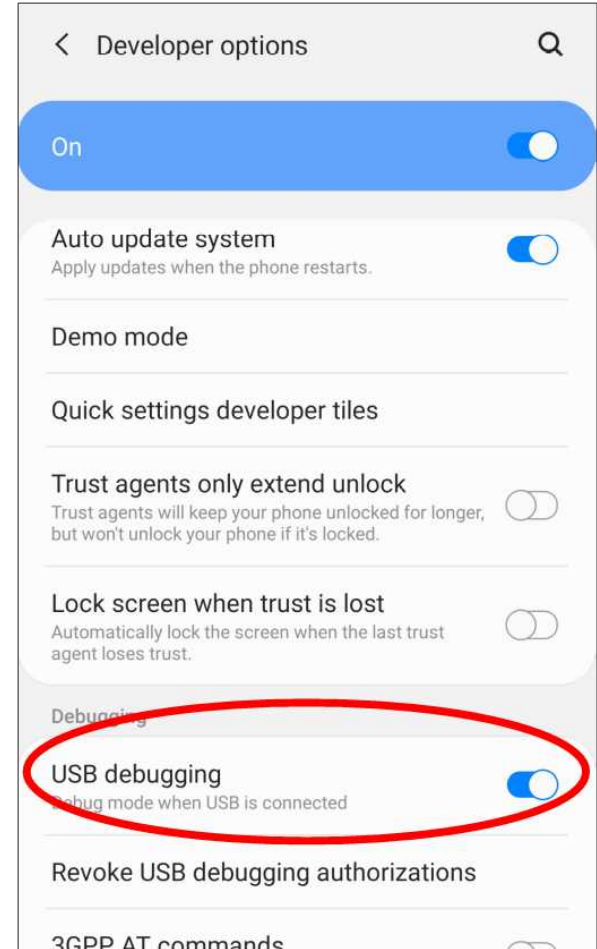 Developer options
On
Auto update system
Apply updates when the phone restarts.
Demo mode
Quick settings developer tiles
Trust agents only extend unlock
Trust agents will keep your phone unlocked for longer,
but won't unlock your phone if it's locked.
Lock screen when trust is lost
Automatically lock the screen when the last trust
agent loses trust.
Debugging
USB debugging
Debug mode when USB is connected
Revoke USB debugging authorizations
3GPP AT commands